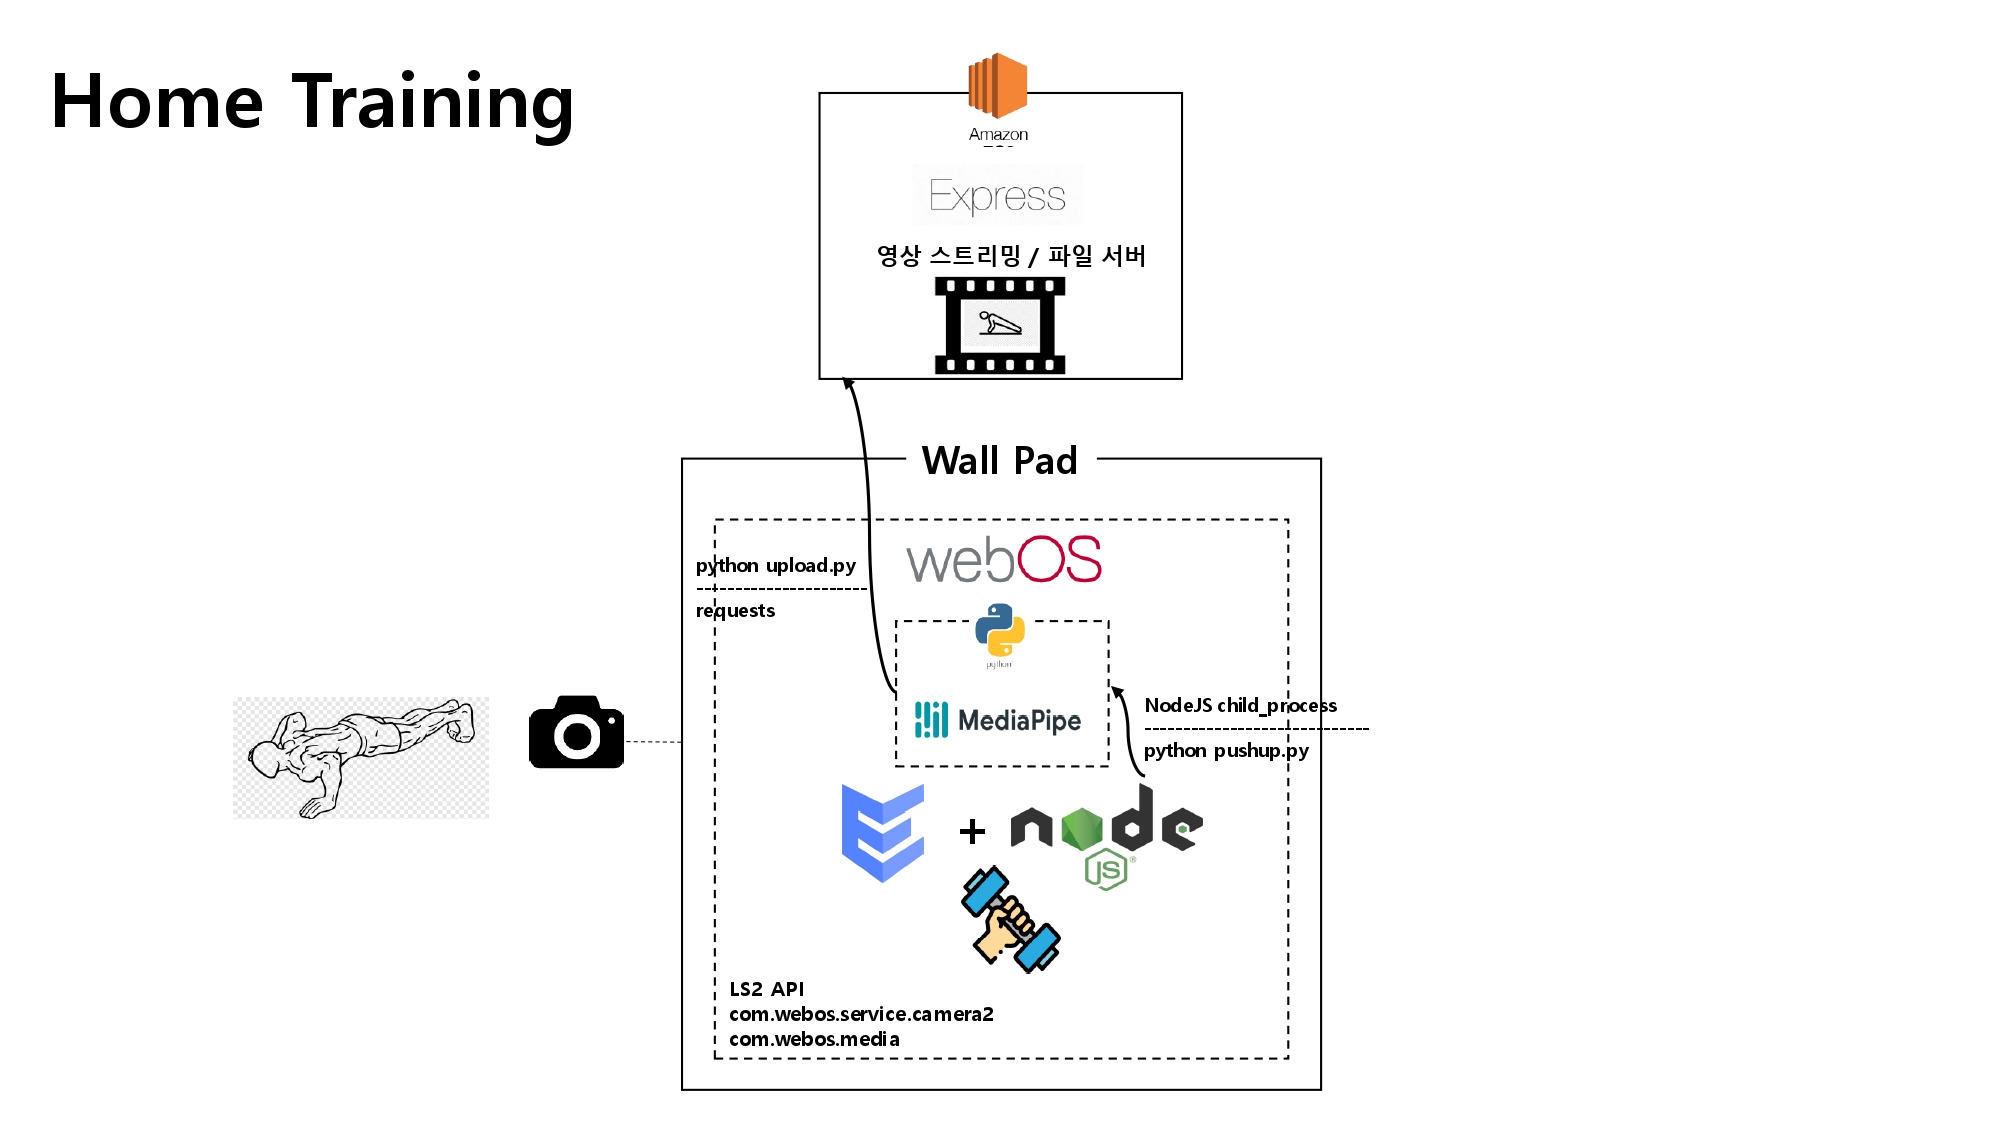 Home Training
Amazon
Express
영상 스트리밍 / 파일 서버
Wall Pad
webOS
python upload.py
requests
python
MediaPipe
NodeJS child_process
python pushup.py
+ node
JS
LS2 API
com.webos.service.camera2
com.webos.media